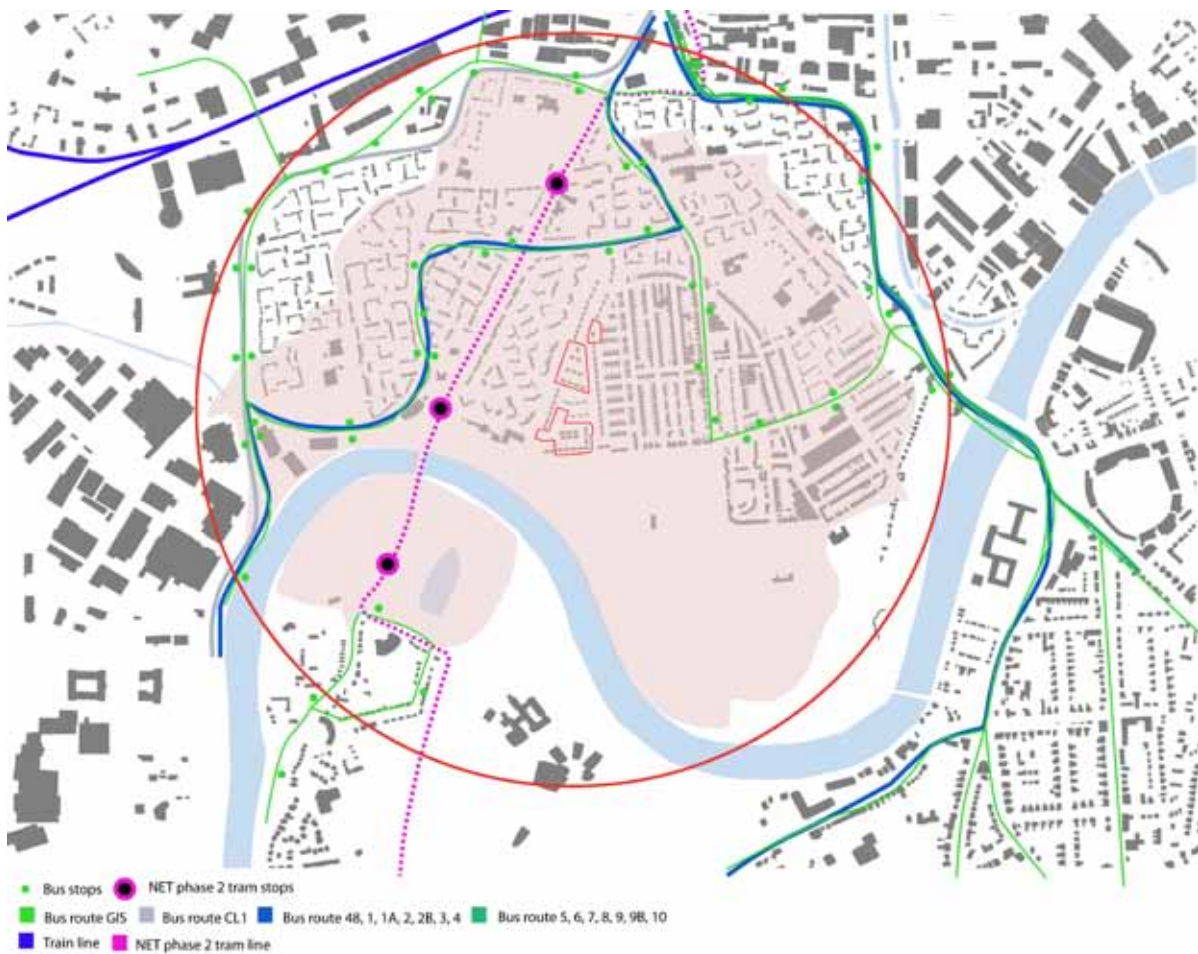 Bus stops NET phase 2 tram stops
Bus route GIS Bus route CL1 Bus route 48, 1, 1A, 2, 2B, 3, 4 Bus route 5, 6, 7, 8, 9, 9B, 10
Train line NET phase 2 tram line